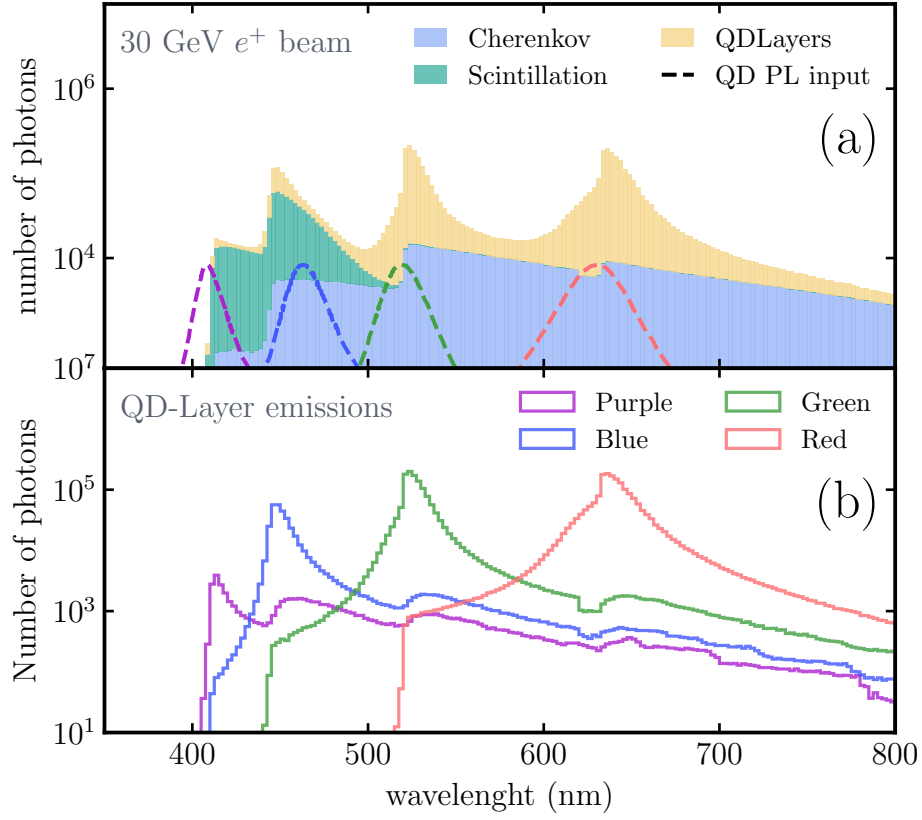 30 GeV e⁺ beam
Cherenkov
Scintillation
QDLayers
QD PL input
(a)
number of photons
10⁶
10⁴
10⁷
QD-Layer emissions
Purple
Blue
Green
Red
(b)
Number of photons
10⁵
10³
10¹
400 500 600 700 800
wavelenght (nm)